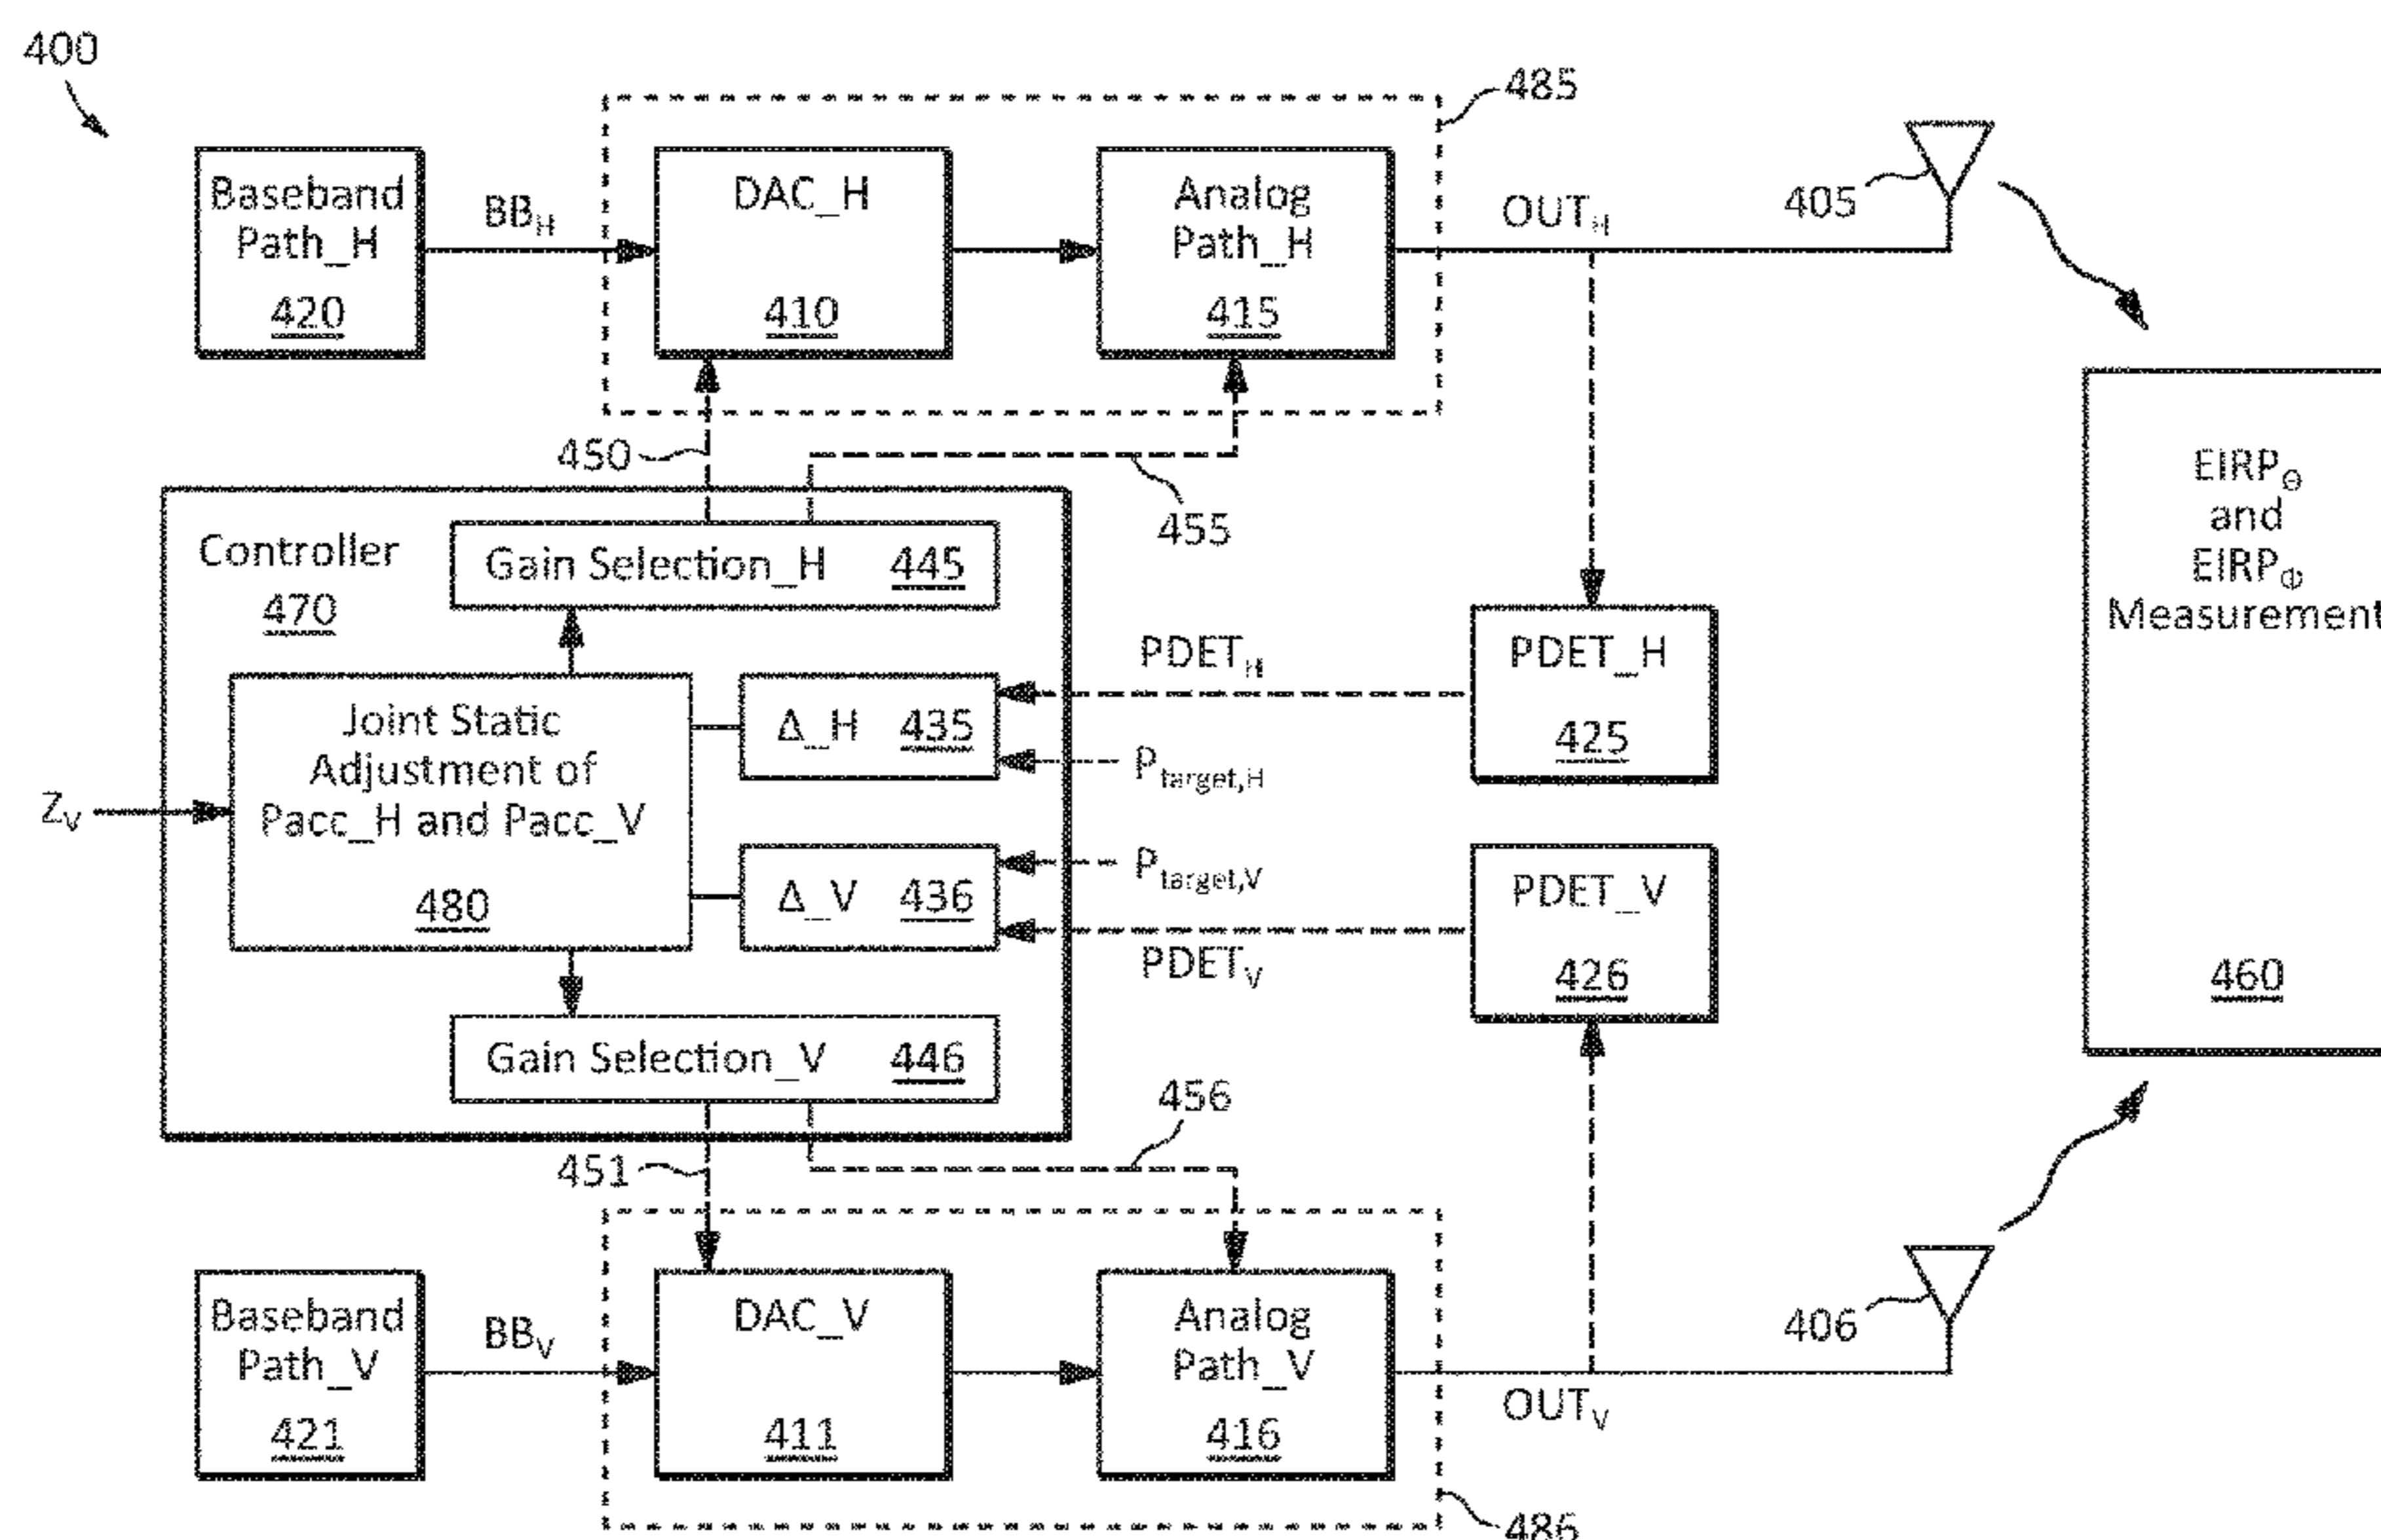 400
485
Baseband
Path_H
420
BB_H
DAC_H
410
Analog
Path_H
415
OUT_H
405
450
455
Controller
470
Gain Selection_H 445
Joint Static
Adjustment of
Pacc_H and Pacc_V
480
Z_V
Δ_H 435
Δ_V 436
PDET_H
P_target,H
P_target,V
PDET_V
PDET_H
425
PDET_V
426
EIRP_Θ
and
EIRP_Φ
Measurement
460
Gain Selection_V 446
451
456
Baseband
Path_V
421
BB_V
DAC_V
411
Analog
Path_V
416
OUT_V
406
486